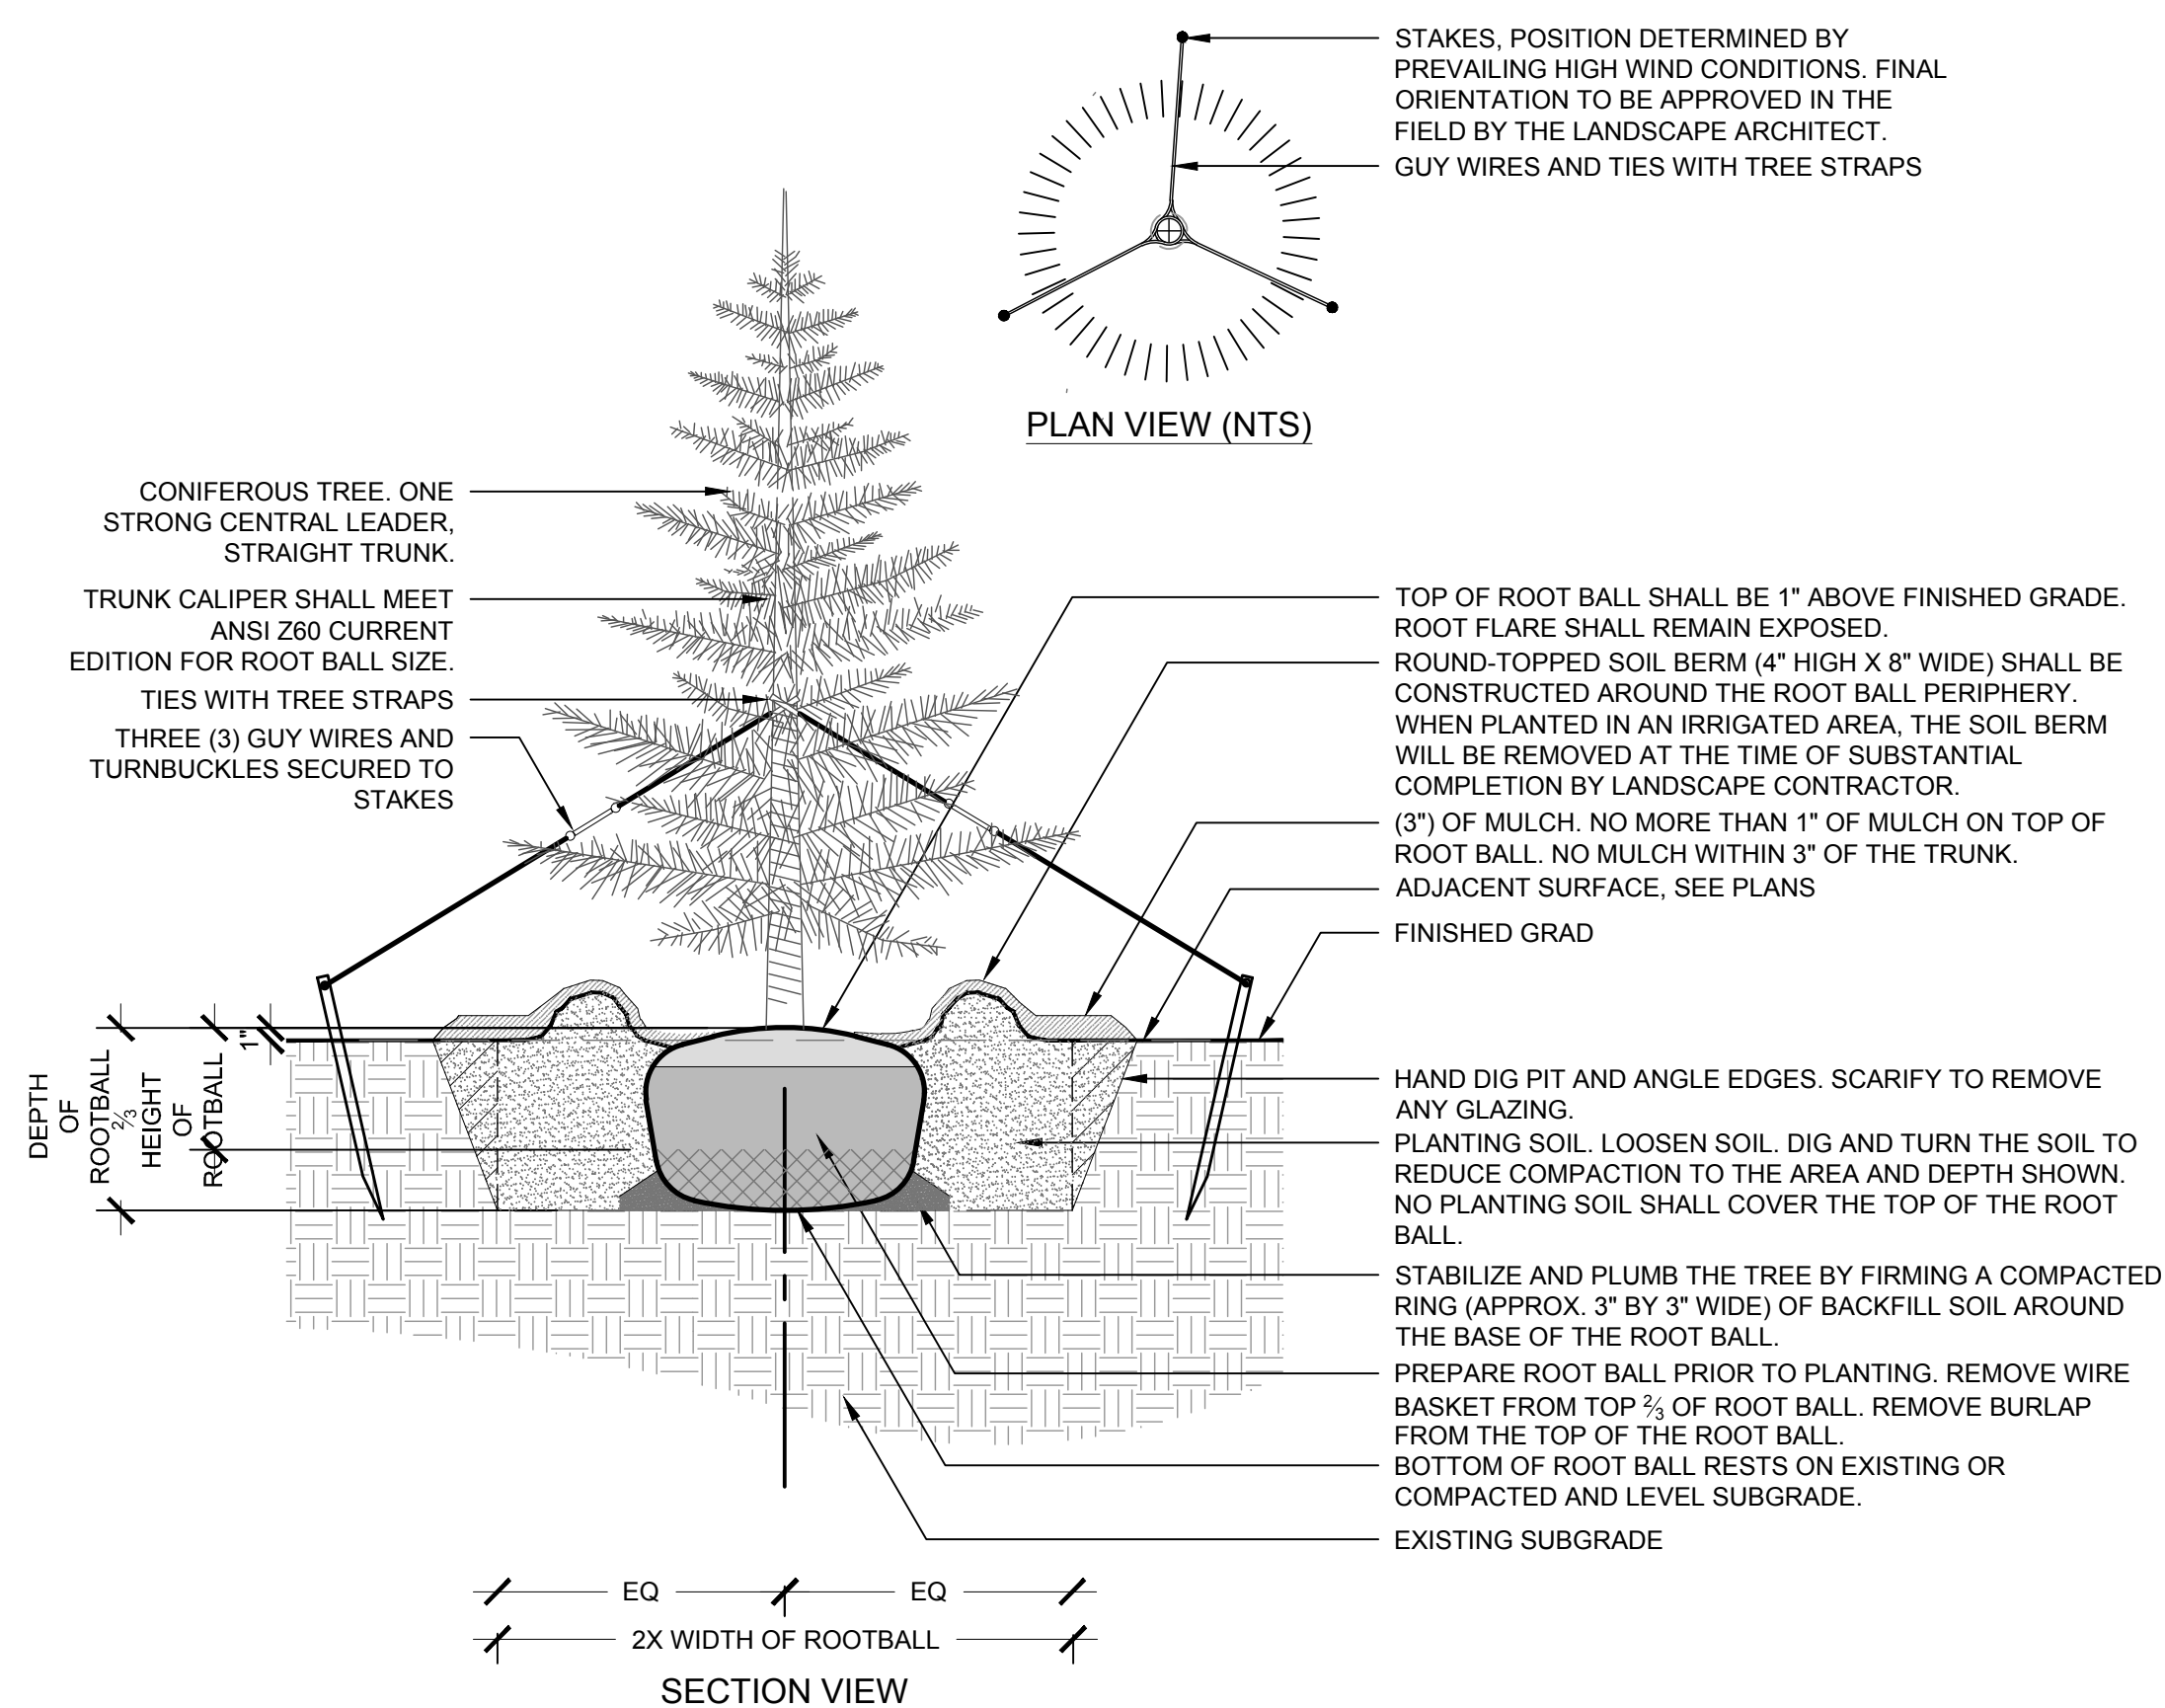 STAKES, POSITION DETERMINED BY
PREVAILING HIGH WIND CONDITIONS. FINAL
ORIENTATION TO BE APPROVED IN THE
FIELD BY THE LANDSCAPE ARCHITECT.
GUY WIRES AND TIES WITH TREE STRAPS
PLAN VIEW (NTS)
CONIFEROUS TREE. ONE
STRONG CENTRAL LEADER,
STRAIGHT TRUNK.
TRUNK CALIPER SHALL MEET
ANSI Z60 CURRENT
EDITION FOR ROOT BALL SIZE.
TIES WITH TREE STRAPS
THREE (3) GUY WIRES AND
TURNBUCKLES SECURED TO
STAKES
TOP OF ROOT BALL SHALL BE 1" ABOVE FINISHED GRADE.
ROOT FLARE SHALL REMAIN EXPOSED.
ROUND-TOPPED SOIL BERM (4" HIGH X 8" WIDE) SHALL BE
CONSTRUCTED AROUND THE ROOT BALL PERIPHERY.
WHEN PLANTED IN AN IRRIGATED AREA, THE SOIL BERM
WILL BE REMOVED AT THE TIME OF SUBSTANTIAL
COMPLETION BY LANDSCAPE CONTRACTOR.
(3") OF MULCH. NO MORE THAN 1" OF MULCH ON TOP OF
ROOT BALL. NO MULCH WITHIN 3" OF THE TRUNK.
ADJACENT SURFACE, SEE PLANS
FINISHED GRAD
HAND DIG PIT AND ANGLE EDGES. SCARIFY TO REMOVE
ANY GLAZING.
PLANTING SOIL. LOOSEN SOIL. DIG AND TURN THE SOIL TO
REDUCE COMPACTION TO THE AREA AND DEPTH SHOWN.
NO PLANTING SOIL SHALL COVER THE TOP OF THE ROOT
BALL.
STABILIZE AND PLUMB THE TREE BY FIRMING A COMPACTED
RING (APPROX. 3" BY 3" WIDE) OF BACKFILL SOIL AROUND
THE BASE OF THE ROOT BALL.
PREPARE ROOT BALL PRIOR TO PLANTING. REMOVE WIRE
BASKET FROM TOP ⅔ OF ROOT BALL. REMOVE BURLAP
FROM THE TOP OF THE ROOT BALL.
BOTTOM OF ROOT BALL RESTS ON EXISTING OR
COMPACTED AND LEVEL SUBGRADE.
EXISTING SUBGRADE
DEPTH
OF
ROOTBALL
⅔
HEIGHT
OF
ROOTBALL
1"
EQ
EQ
2X WIDTH OF ROOTBALL
SECTION VIEW